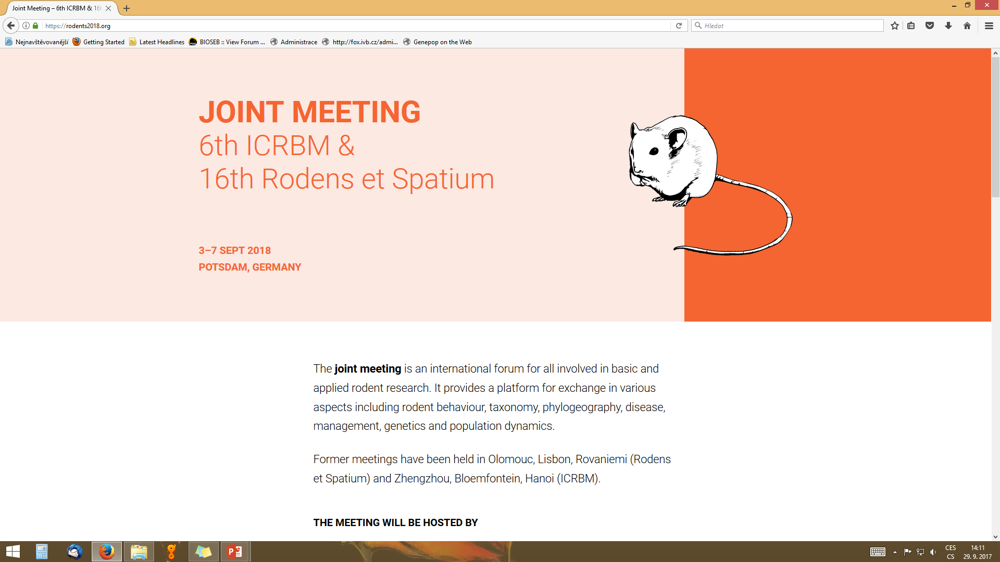 Joint Meeting – 6th ICRBM & 16t
https://rodents2018.org
Hledat
Nejnavštěvovanější Getting Started Latest Headlines BIOSEB :: View Forum ... Administrace http://fox.ivb.cz/admi... Genepop on the Web
JOINT MEETING
6th ICRBM &
16th Rodens et Spatium
3–7 SEPT 2018
POTSDAM, GERMANY
The joint meeting is an international forum for all involved in basic and
applied rodent research. It provides a platform for exchange in various
aspects including rodent behaviour, taxonomy, phylogeography, disease,
management, genetics and population dynamics.
Former meetings have been held in Olomouc, Lisbon, Rovaniemi (Rodens
et Spatium) and Zhengzhou, Bloemfontein, Hanoi (ICRBM).
THE MEETING WILL BE HOSTED BY
CES 14:11
CS 29. 9. 2017